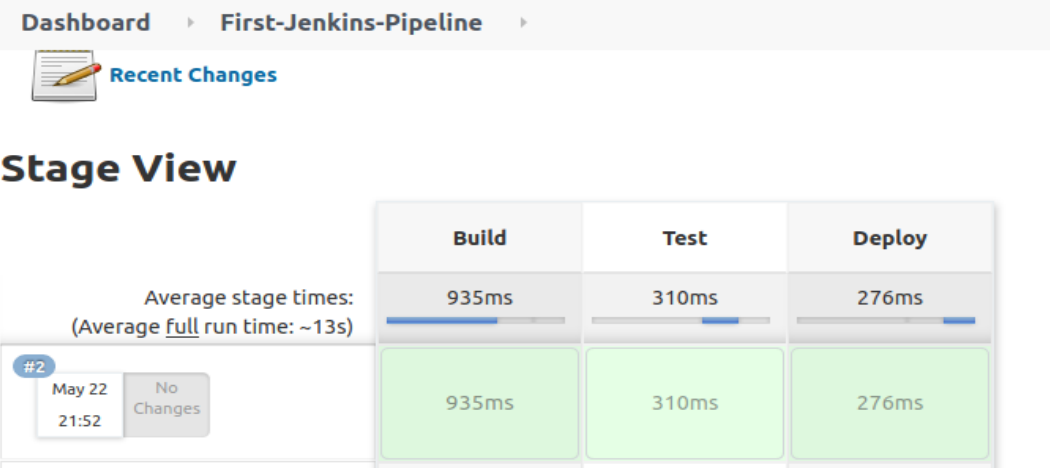 Dashboard First-Jenkins-Pipeline
Recent Changes
Stage View
Build Test Deploy
Average stage times: 935ms 310ms 276ms
(Average full run time: ~13s)
#2
May 22 No
Changes
21:52
935ms 310ms 276ms